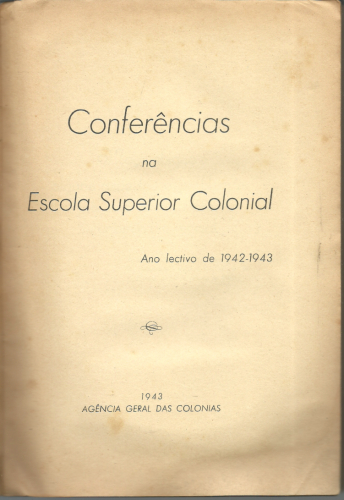 Conferências
na
Escola Superior Colonial
Ano lectivo de 1942-1943
1943
AGÊNCIA GERAL DAS COLONIAS